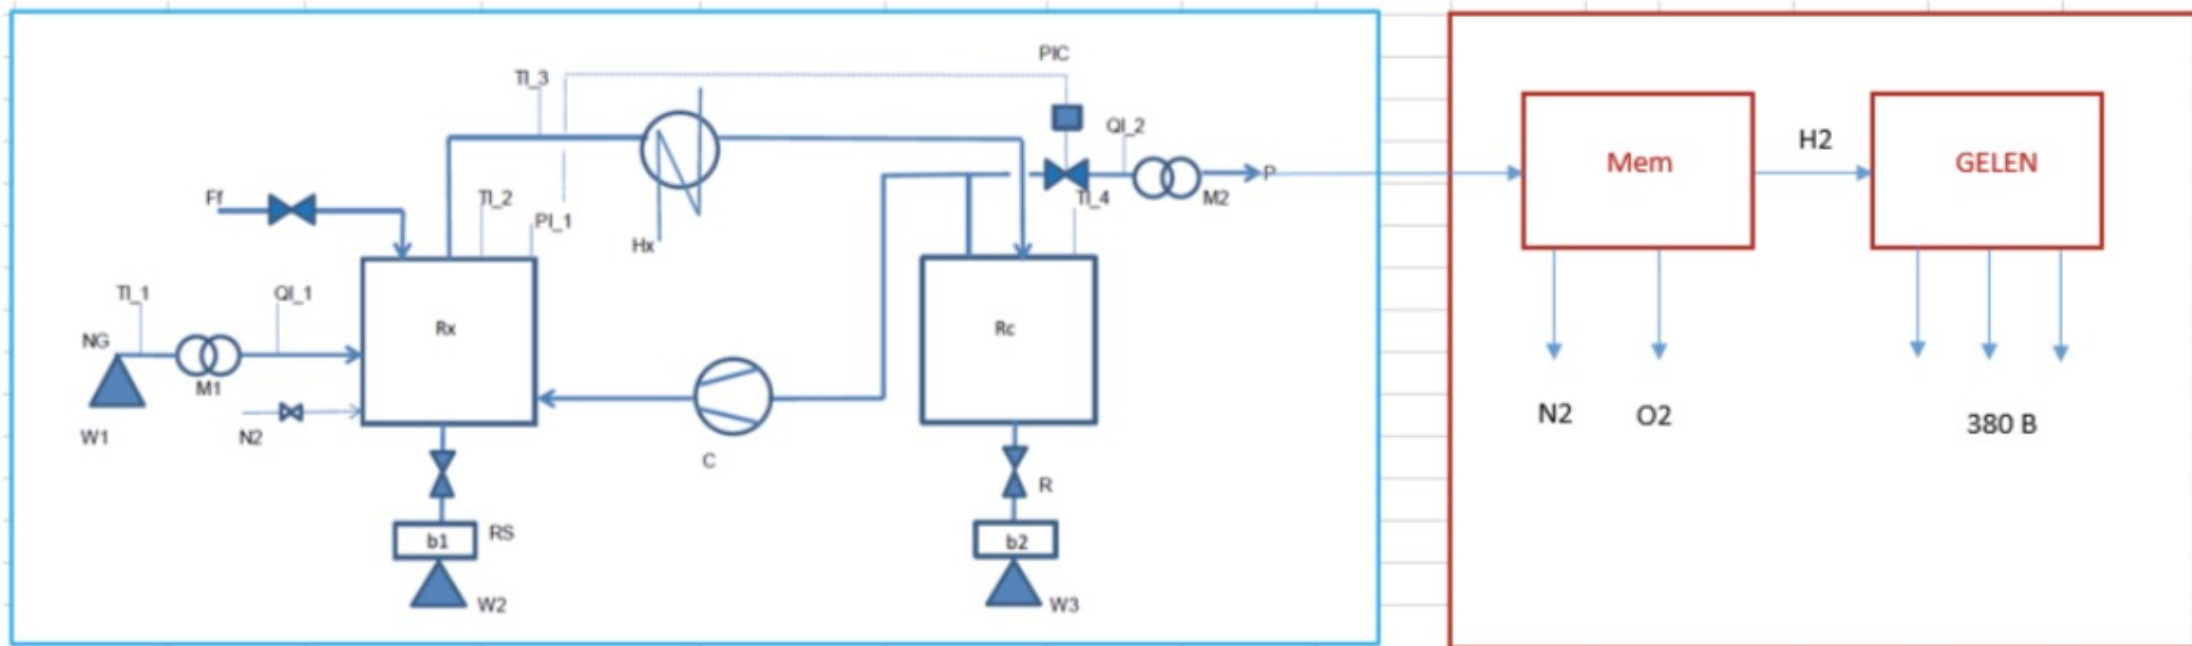 PIC
TI_3
QI_2
H2
Mem
GELEN
P
Ff
TI_2
TI_4
M2
PI_1
Hx
TI_1
QI_1
Rx
Rc
NG
M1
N2
O2
380 B
W1
N2
C
R
RS
b1
b2
W2
W3